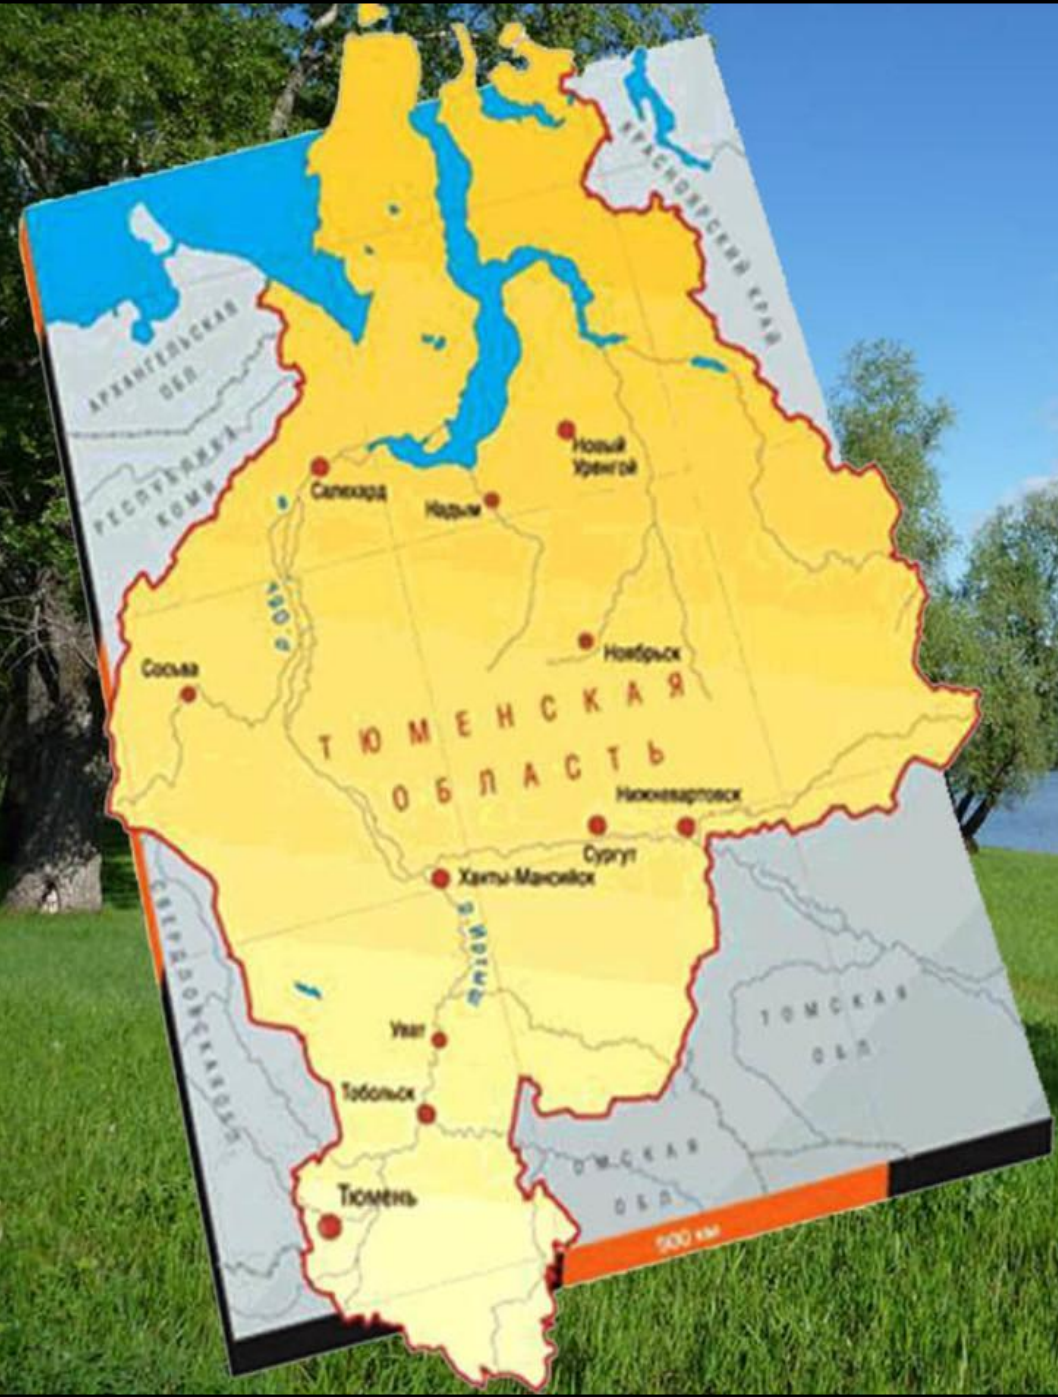 КРАСНОЯРСКИЙ КРАЙ
АРХАНГЕЛЬСКАЯ
ОБЛ
РЕСПУБЛИКА
КОМИ
Новый
Уренгой
Салехард
Надым
р. Обь
Ноябрьск
Сосьва
ТЮМЕНСКАЯ
ОБЛАСТЬ
Нижневартовск
Сургут
Ханты-Мансийск
р. Иртыш
СВЕРДЛОВСКАЯ ОБЛ
ТОМСКАЯ
ОБЛ
Уват
Тобольск
ОМСКАЯ
ОБЛ
Тюмень
500 км